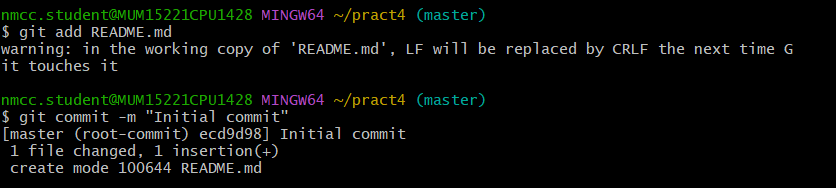 nmcc.student@MUM15221CPU1428 MINGW64 ~/pract4 (master)
$ git add README.md
warning: in the working copy of 'README.md', LF will be replaced by CRLF the next time G
it touches it
nmcc.student@MUM15221CPU1428 MINGW64 ~/pract4 (master)
$ git commit -m "Initial commit"
[master (root-commit) ecd9d98] Initial commit
 1 file changed, 1 insertion(+)
 create mode 100644 README.md